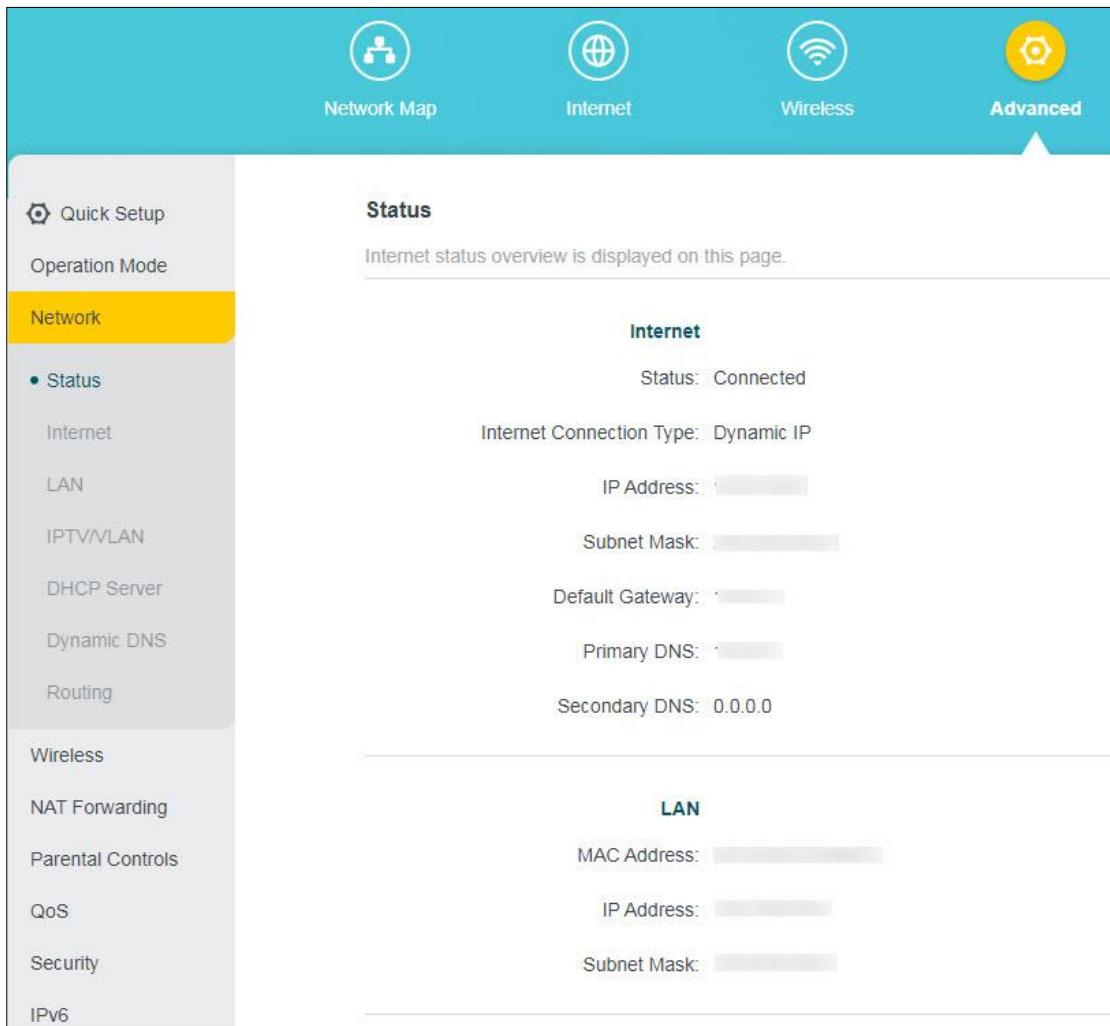 Network Map
Internet
Wireless
Advanced
Quick Setup
Operation Mode
Network
Status
Internet
LAN
IPTV/VLAN
DHCP Server
Dynamic DNS
Routing
Wireless
NAT Forwarding
Parental Controls
QoS
Security
IPv6
Status
Internet status overview is displayed on this page.
Internet
Status: Connected
Internet Connection Type: Dynamic IP
IP Address:
Subnet Mask:
Default Gateway:
Primary DNS:
Secondary DNS: 0.0.0.0
LAN
MAC Address:
IP Address:
Subnet Mask: